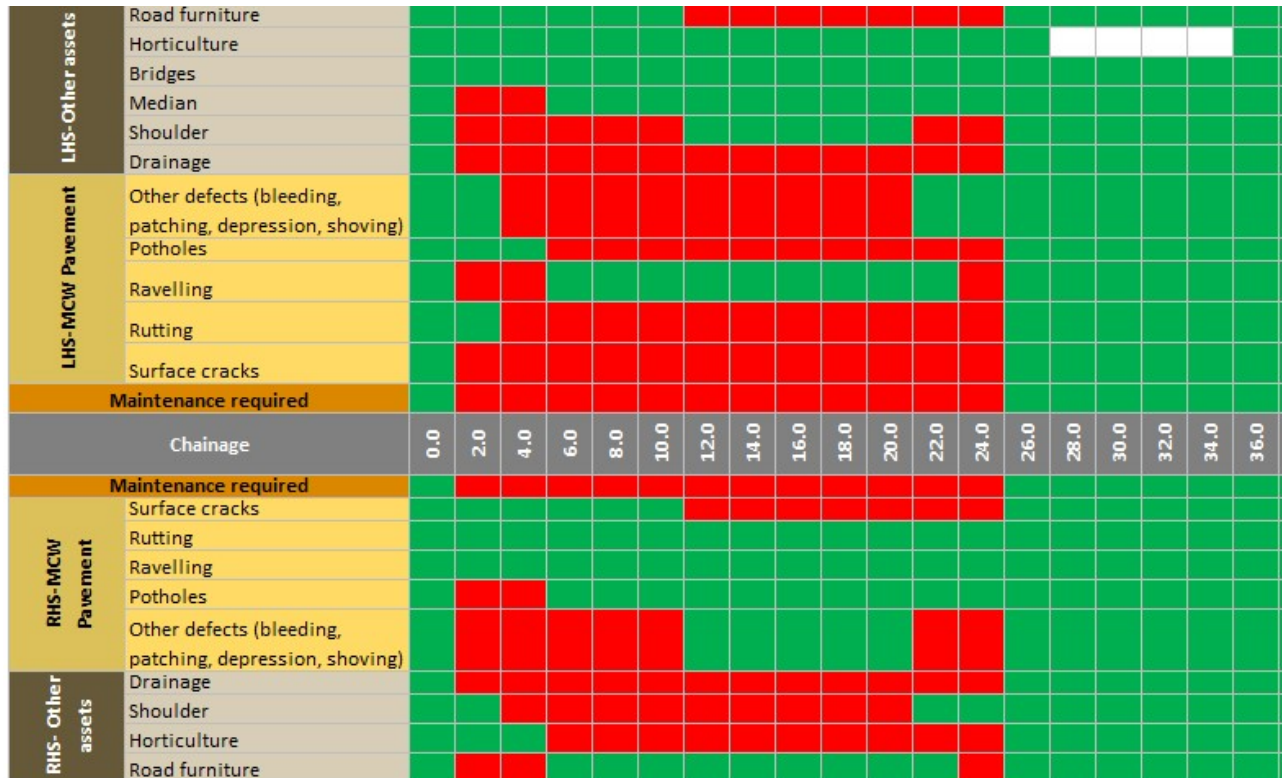 LHS-Other assets
Road furniture
Horticulture
Bridges
Median
Shoulder
Drainage
LHS-MCW Pavement
Other defects (bleeding,
patching, depression, shoving)
Potholes
Ravelling
Rutting
Surface cracks
Maintenance required
Chainage 0.0 2.0 4.0 6.0 8.0 10.0 12.0 14.0 16.0 18.0 20.0 22.0 24.0 26.0 28.0 30.0 32.0 34.0 36.0
Maintenance required
RHS-MCW
Pavement
Surface cracks
Rutting
Ravelling
Potholes
Other defects (bleeding,
patching, depression, shoving)
RHS- Other
assets
Drainage
Shoulder
Horticulture
Road furniture